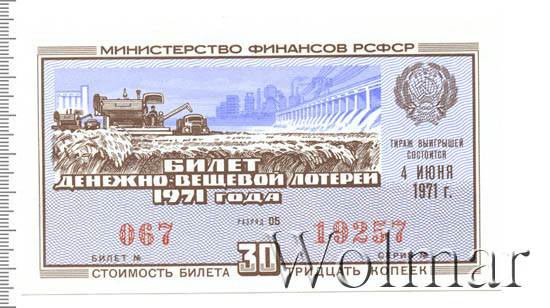 МИНИСТЕРСТВО ФИНАНСОВ РСФСР
ТИРАЖ ВЫИГРЫШЕЙ
СОСТОИТСЯ
4 ИЮНЯ
1971 г.
БИЛЕТ
ДЕНЕЖНО-ВЕЩЕВОЙ ЛОТЕРЕИ
1971 ГОДА
РАЗРЯД 05
067 19257
БИЛЕТ № СЕРИЯ №
СТОИМОСТЬ БИЛЕТА 30 ТРИДЦАТЬ КОПЕЕК
Wolmar